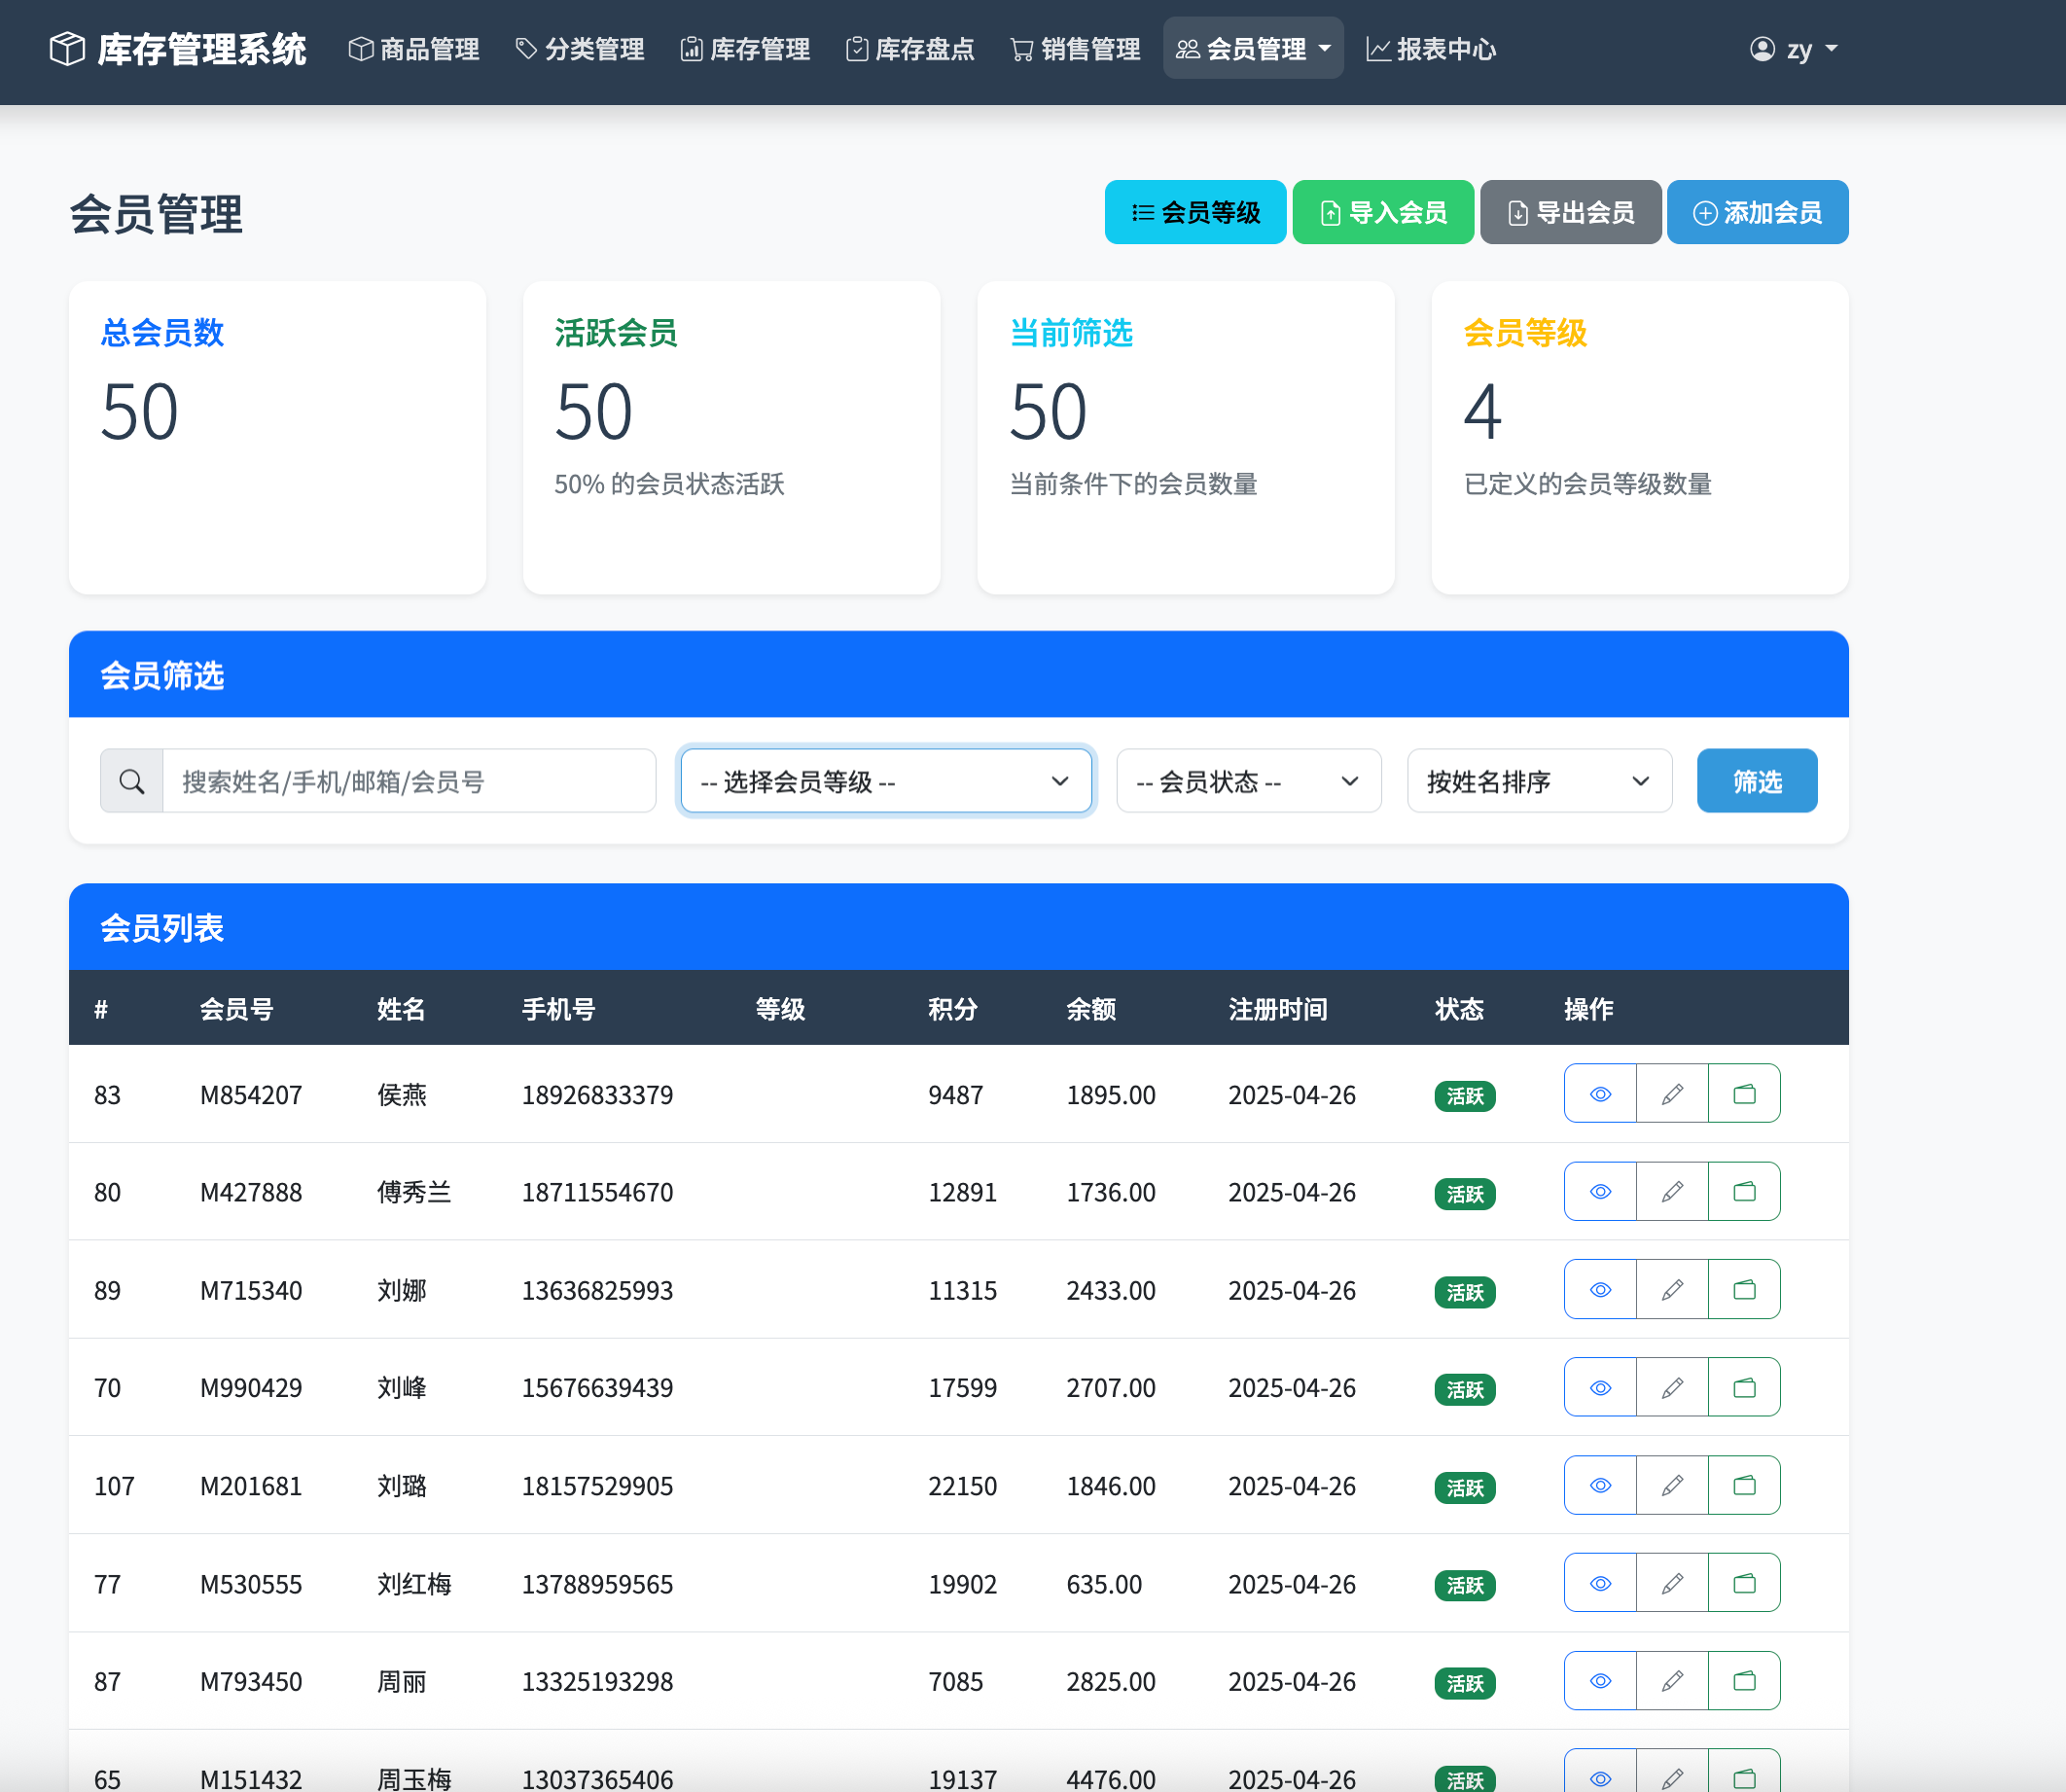 库存管理系统 商品管理 分类管理 库存管理 库存盘点 销售管理 会员管理 报表中心 zy
会员管理 会员等级 导入会员 导出会员 添加会员
总会员数 活跃会员 当前筛选 会员等级
50 50 50 4
50% 的会员状态活跃 当前条件下的会员数量 已定义的会员等级数量
会员筛选
搜索姓名/手机/邮箱/会员号 -- 选择会员等级 -- -- 会员状态 -- 按姓名排序 筛选
会员列表
# 会员号 姓名 手机号 等级 积分 余额 注册时间 状态 操作
83 M854207 侯燕 18926833379 9487 1895.00 2025-04-26 活跃
80 M427888 傅秀兰 18711554670 12891 1736.00 2025-04-26 活跃
89 M715340 刘娜 13636825993 11315 2433.00 2025-04-26 活跃
70 M990429 刘峰 15676639439 17599 2707.00 2025-04-26 活跃
107 M201681 刘璐 18157529905 22150 1846.00 2025-04-26 活跃
77 M530555 刘红梅 13788959565 19902 635.00 2025-04-26 活跃
87 M793450 周丽 13325193298 7085 2825.00 2025-04-26 活跃
65 M151432 周玉梅 13037365406 19137 4476.00 2025-04-26 活跃